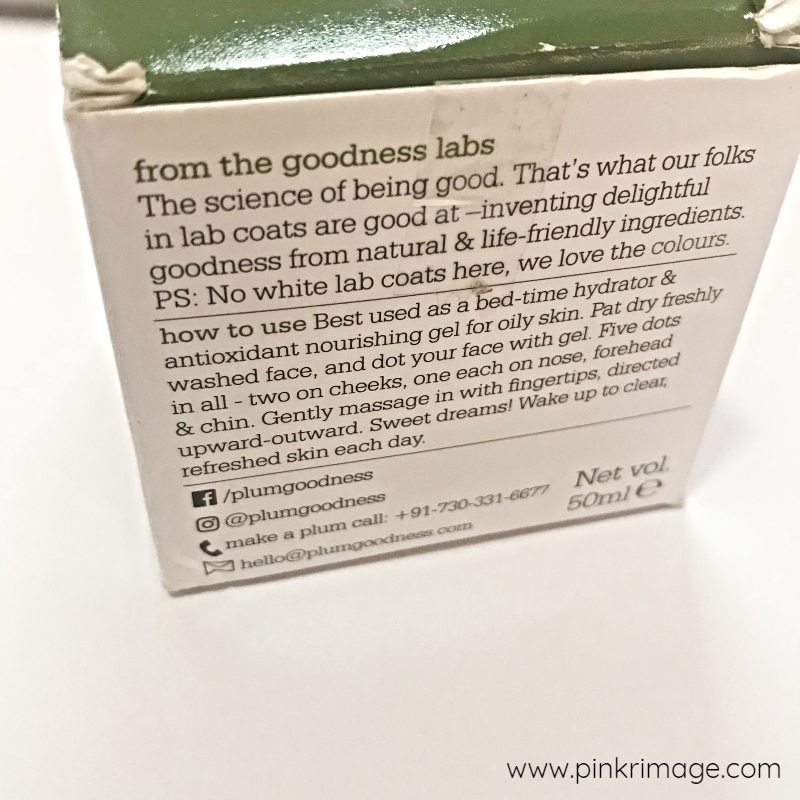 from the goodness labs
The science of being good. That's what our folks
in lab coats are good at –inventing delightful
goodness from natural & life-friendly ingredients.
PS: No white lab coats here, we love the colours.
how to use Best used as a bed-time hydrator &
antioxidant nourishing gel for oily skin. Pat dry freshly
washed face, and dot your face with gel. Five dots
in all - two on cheeks, one each on nose, forehead
& chin. Gently massage in with fingertips, directed
upward-outward. Sweet dreams! Wake up to clear,
refreshed skin each day.
/plumgoodness
@plumgoodness
make a plum call: +91-730-331-6677
hello@plumgoodness.com
Net vol.
50ml ℮
www.pinkrimage.com